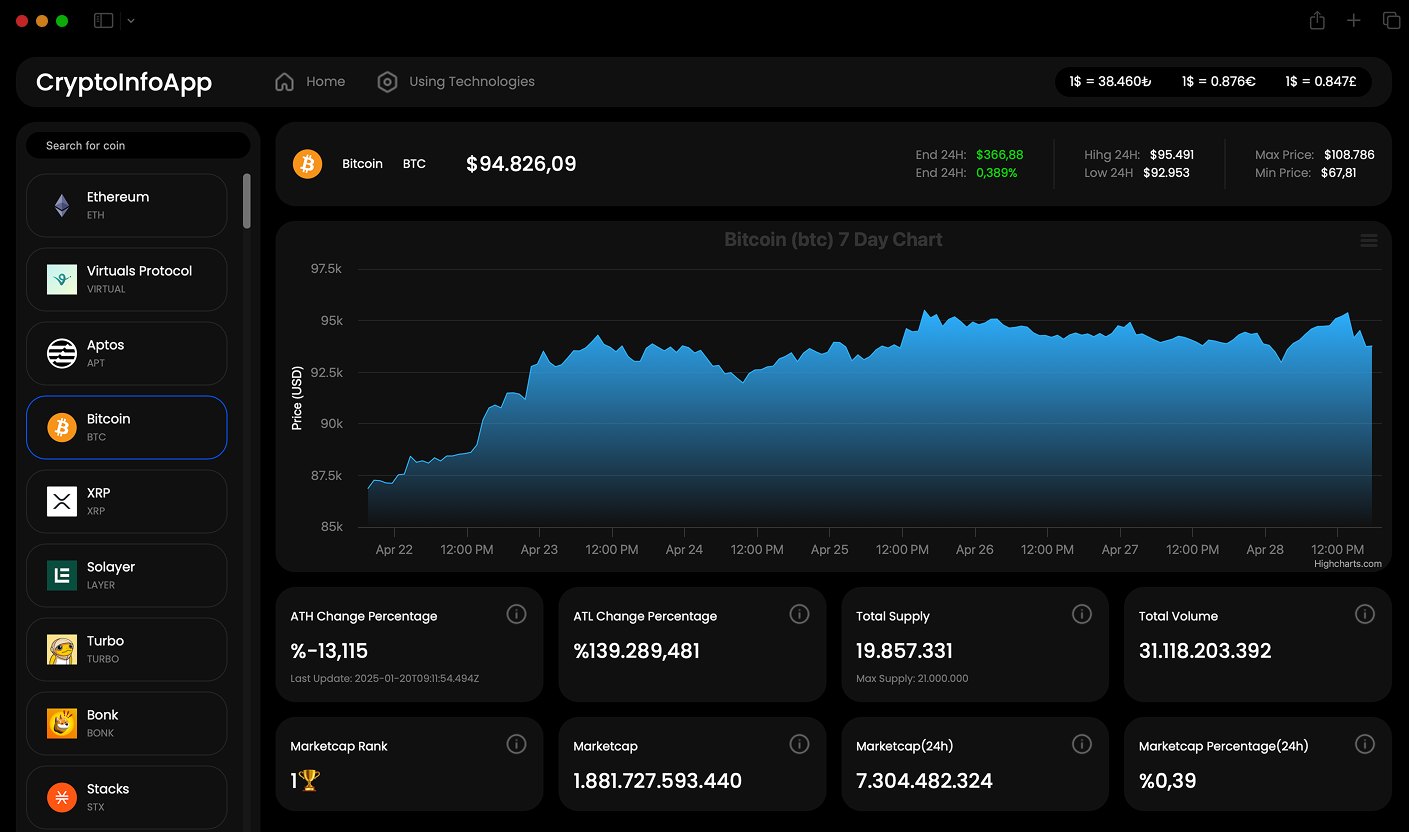 CryptoInfoApp
Home
Using Technologies
1$ = 38.460₺ 1$ = 0.876€ 1$ = 0.847£
Search for coin
Ethereum
ETH
Virtuals Protocol
VIRTUAL
Aptos
APT
Bitcoin
BTC
XRP
XRP
Solayer
LAYER
Turbo
TURBO
Bonk
BONK
Stacks
STX
Bitcoin BTC $94.826,09
End 24H: $366,88
End 24H: 0,389%
Hihg 24H: $95.491
Low 24H $92.953
Max Price: $108.786
Min Price: $67,81
Bitcoin (btc) 7 Day Chart
Price (USD)
97.5k
95k
92.5k
90k
87.5k
85k
Apr 22 12:00 PM Apr 23 12:00 PM Apr 24 12:00 PM Apr 25 12:00 PM Apr 26 12:00 PM Apr 27 12:00 PM Apr 28 12:00 PM
Highcharts.com
ATH Change Percentage
%-13,115
Last Update: 2025-01-20T09:11:54.494Z
ATL Change Percentage
%139.289,481
Total Supply
19.857.331
Max Supply: 21.000.000
Total Volume
31.118.203.392
Marketcap Rank
1🏆
Marketcap
1.881.727.593.440
Marketcap(24h)
7.304.482.324
Marketcap Percentage(24h)
%0,39